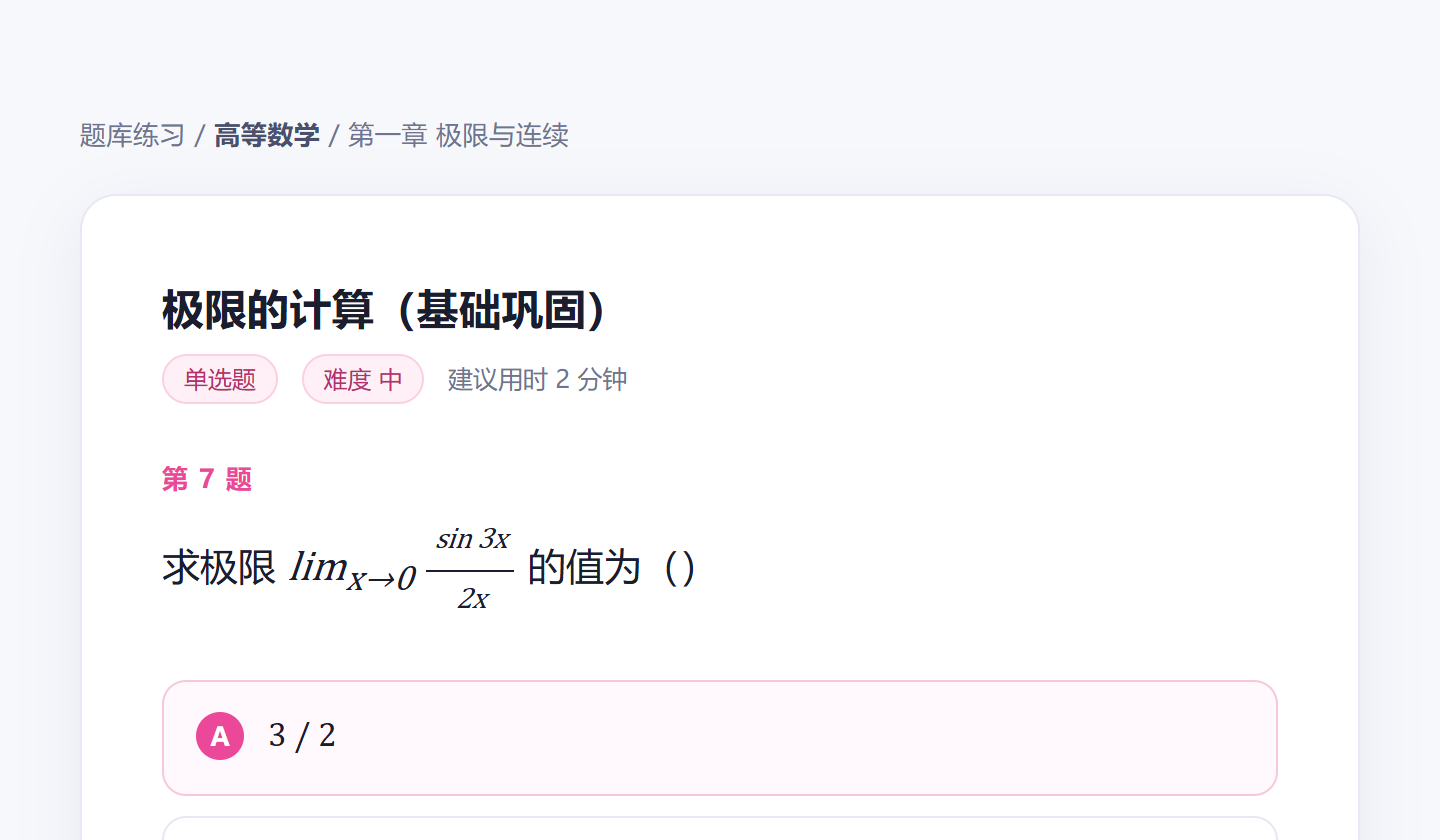 题库练习 / 高等数学 / 第一章 极限与连续
极限的计算（基础巩固）
单选题 难度 中 建议用时 2 分钟
第 7 题
求极限 lim x→0 sin 3x / 2x 的值为（）
A 3 / 2